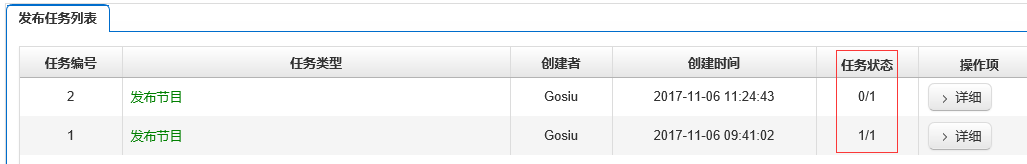 发布任务列表
任务编号 任务类型 创建者 创建时间 任务状态 操作项
2 发布节目 Gosiu 2017-11-06 11:24:43 0/1 › 详细
1 发布节目 Gosiu 2017-11-06 09:41:02 1/1 › 详细